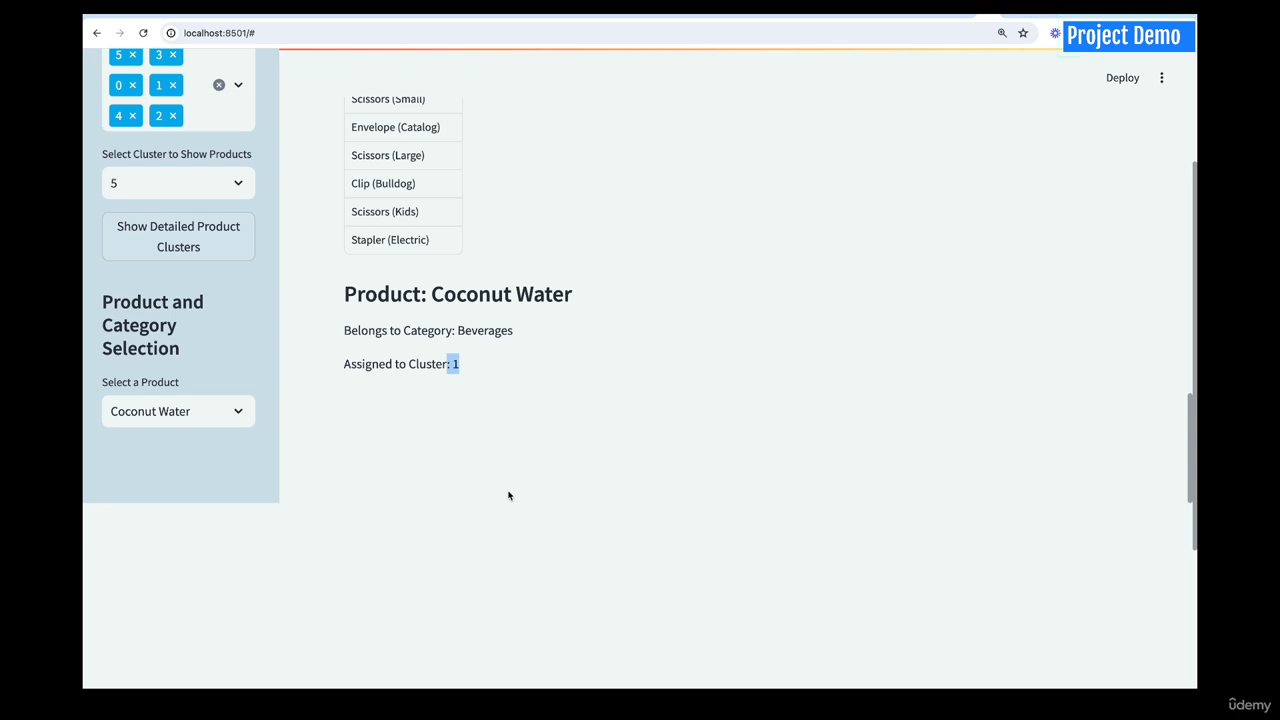 localhost:8501/#
Project Demo
Deploy
5 ×
3 ×
0 ×
1 ×
4 ×
2 ×
Select Cluster to Show Products
5
Show Detailed Product
Clusters
Product and
Category
Selection
Select a Product
Coconut Water
Scissors (Small)
Envelope (Catalog)
Scissors (Large)
Clip (Bulldog)
Scissors (Kids)
Stapler (Electric)
Product: Coconut Water
Belongs to Category: Beverages
Assigned to Cluster: 1
ûdemy